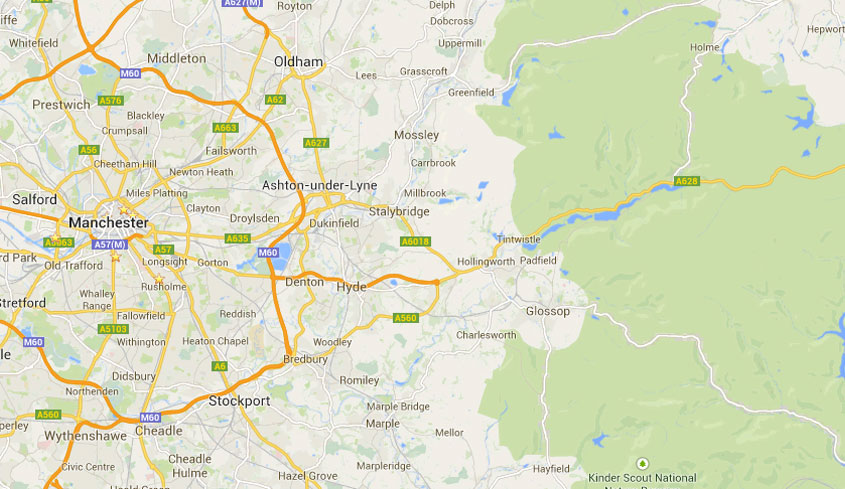 A627(M)
Royton
Delph
Dobcross
Holme
Hepwort
Whitefield
Middleton
Oldham
Uppermill
M60
Lees
Grasscroft
Greenfield
Prestwich
A576
A62
Blackley
Crumpsall
A663
A627
Mossley
A56
Failsworth
Cheetham Hill
Newton Heath
Carrbrook
Ashton-under-Lyne
A628
Salford
Miles Platting
Millbrook
Clayton
Droylsden
Stalybridge
Manchester
Dukinfield
A635
A6018
Tintwistle
A57(M)
A57
M60
Old Trafford
Longsight
Gorton
Hollingworth
Padfield
Rusholme
Denton
Hyde
Whalley
Range
Stretford
Reddish
Glossop
Fallowfield
A560
A5103
Withington
Heaton Chapel
Woodley
Charlesworth
M60
Bredbury
A6
Didsbury
Romiley
Northenden
Stockport
Marple Bridge
A560
M60
Marple
Wythenshawe
Cheadle
Mellor
Civic Centre
Cheadle
Hulme
Marpleridge
Hayfield
Hazel Grove
Kinder Scout National